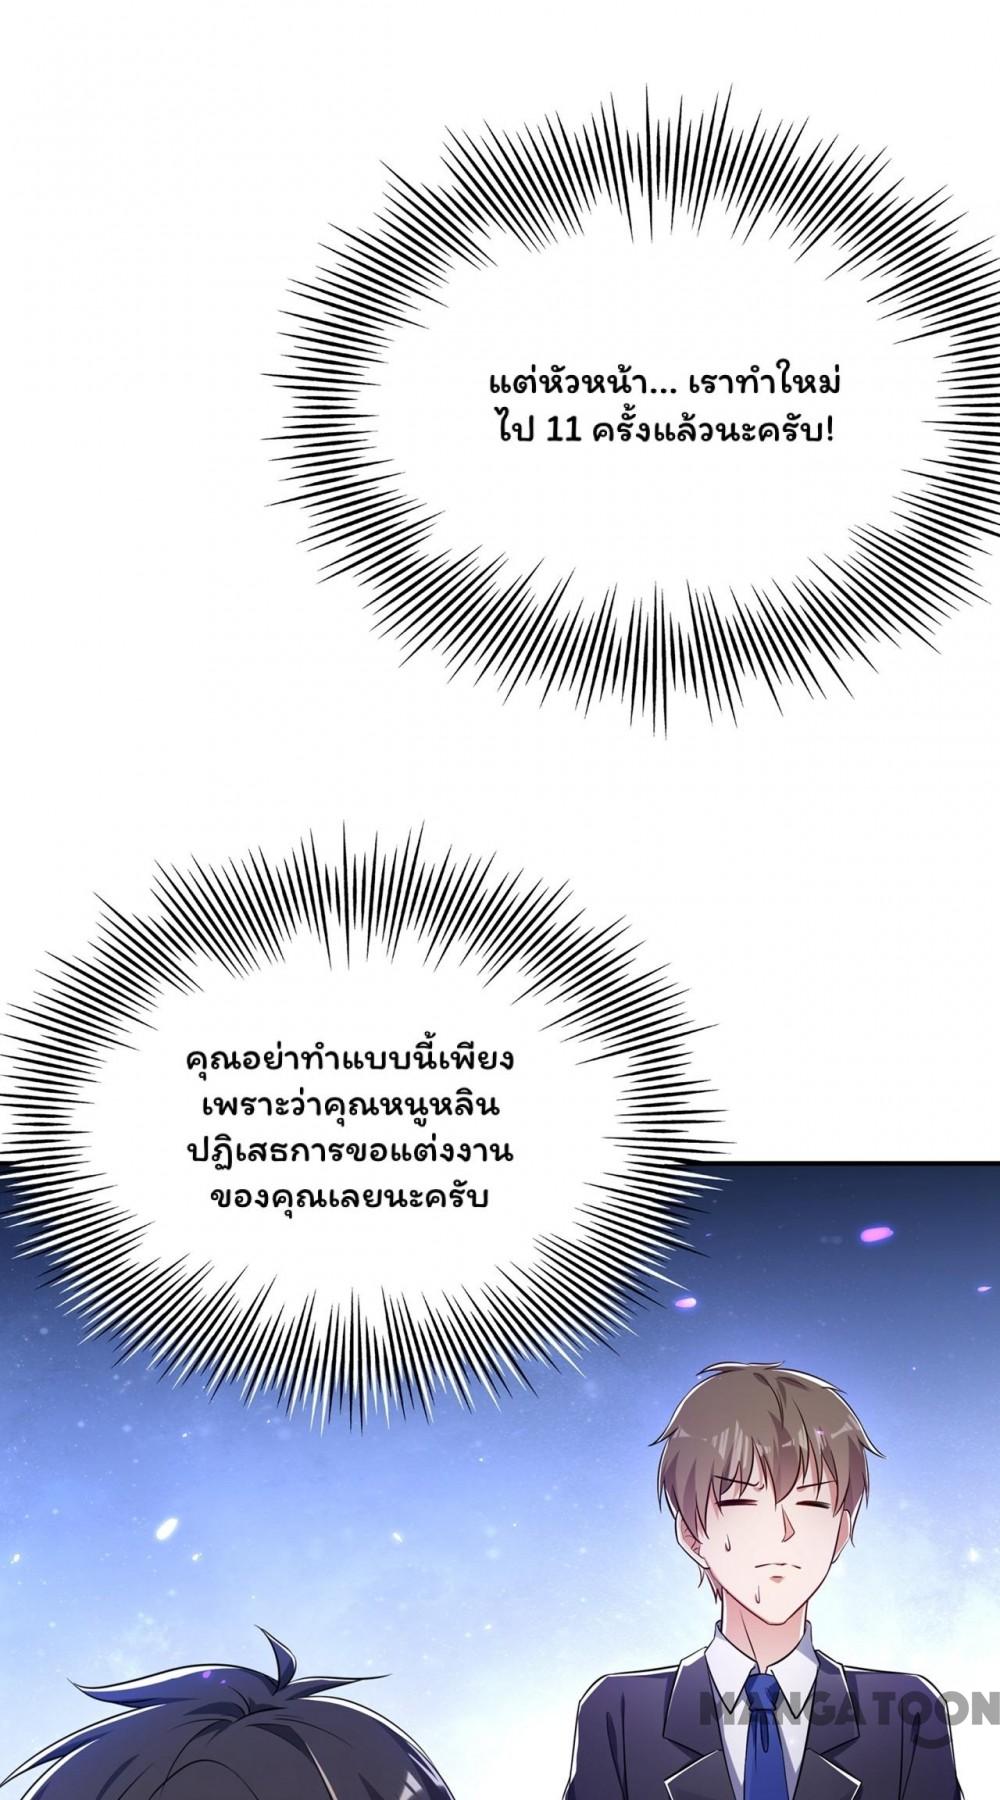 แต่หัวหน้า... เราทำใหม่
ไป 11 ครั้งแล้วนะครับ!
คุณอย่าทำแบบนี้เพียง
เพราะว่าคุณหนูหลิน
ปฏิเสธการขอแต่งงาน
ของคุณเลยนะครับ
MANGATOON